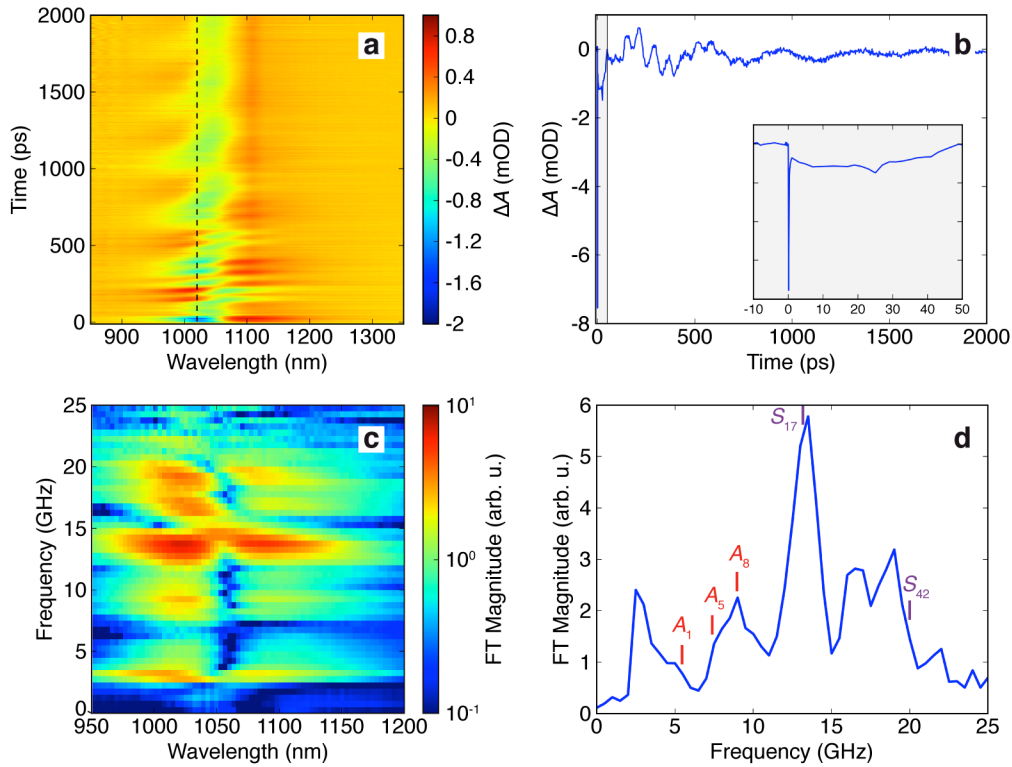 a
2000
1500
1000
500
0
Time (ps)
900 1000 1100 1200 1300
Wavelength (nm)
0.8
0.4
0
-0.4
-0.8
-1.2
-1.6
-2
ΔA (mOD)
b
0
-2
-4
-6
-8
ΔA (mOD)
0 500 1000 1500 2000
Time (ps)
-10 0 10 20 30 40 50
c
25
20
15
10
5
0
Frequency (GHz)
950 1000 1050 1100 1150 1200
Wavelength (nm)
10¹
10⁰
10⁻¹
FT Magnitude (arb. u.)
d
6
5
4
3
2
1
0
FT Magnitude (arb. u.)
S₁₇
A₈
A₅
A₁
S₄₂
0 5 10 15 20 25
Frequency (GHz)